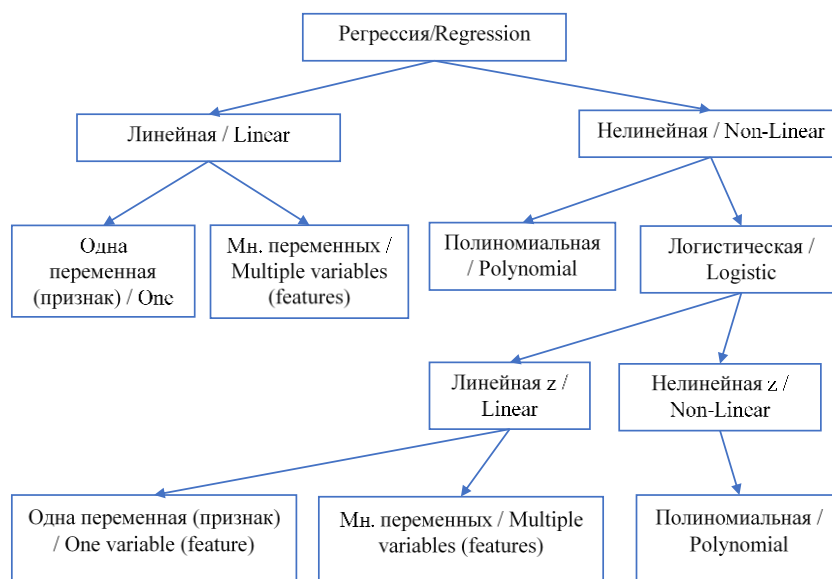 Регрессия/Regression
Линейная / Linear
Нелинейная / Non-Linear
Одна
переменная
(признак) / One
Мн. переменных /
Multiple variables
(features)
Полиномиальная
/ Polynomial
Логистическая /
Logistic
Линейная z /
Linear
Нелинейная z /
Non-Linear
Одна переменная (признак)
/ One variable (feature)
Мн. переменных / Multiple
variables (features)
Полиномиальная /
/ Polynomial